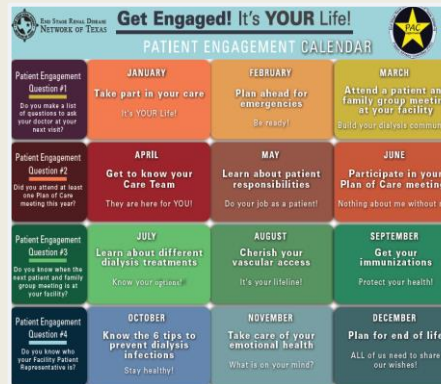 END STAGE RENAL DISEASE
NETWORK OF TEXAS
Get Engaged! It's YOUR Life!
PAC
PATIENT ENGAGEMENT CALENDAR
Patient Engagement
Question #1
Do you make a list
of questions to ask
your doctor at your
next visit?
JANUARY
Take part in your care
It's YOUR Life!
FEBRUARY
Plan ahead for
emergencies
Be ready!
MARCH
Attend a patient an
family group meetin
at your facility
Build your dialysis commun
Patient Engagement
Question #2
Did you attend at least
one Plan of Care
meeting this year?
APRIL
Get to know your
Care Team
They are here for YOU!
MAY
Learn about patient
responsibilities
Do your job as a patient!
JUNE
Participate in your
Plan of Care meetin
Nothing about me without
Patient Engagement
Question #3
Do you know when the
next patient and family
group meeting is at
your facility?
JULY
Learn about different
dialysis treatments
Know your options!
AUGUST
Cherish your
vascular access
It's your lifeline!
SEPTEMBER
Get your
immunizations
Protect your health!
Patient Engagement
Question #4
Do you know who
your Facility Patient
Representative is?
OCTOBER
Know the 6 tips to
prevent dialysis
infections
Stay healthy!
NOVEMBER
Take care of your
emotional health
What is on your mind?
DECEMBER
Plan for end of life
ALL of us need to share
our wishes!